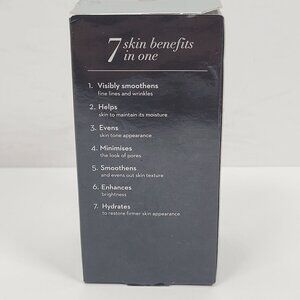 7 skin benefits
in one
1. Visibly smoothens
fine lines and wrinkles
2. Helps
skin to maintain its moisture
3. Evens
skin tone appearance
4. Minimises
the look of pores
5. Smoothens
and evens out skin texture
6. Enhances
brightness
7. Hydrates
to restore firmer skin appearance